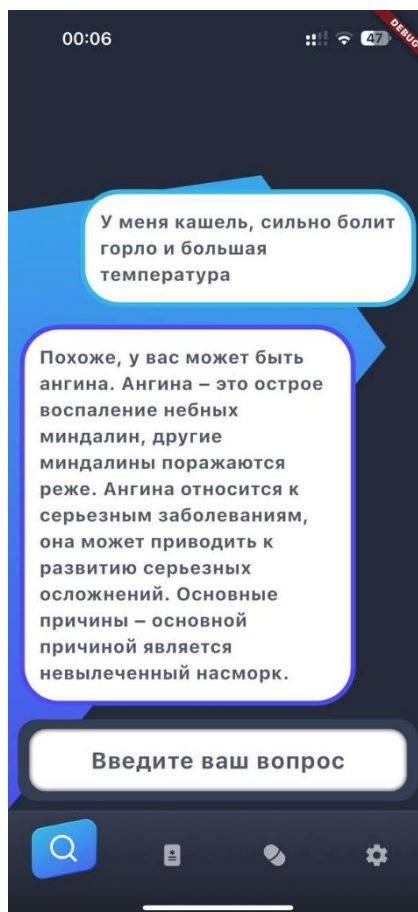 00:06
47
DEBUG
У меня кашель, сильно болит
горло и большая
температура
Похоже, у вас может быть
ангина. Ангина – это острое
воспаление небных
миндалин, другие
миндалины поражаются
реже. Ангина относится к
серьезным заболеваниям,
она может приводить к
развитию серьезных
осложнений. Основные
причины – основной
причиной является
невылеченный насморк.
Введите ваш вопрос